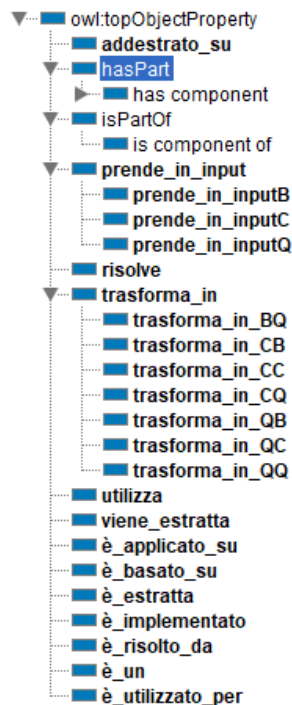 owl:topObjectProperty
addestrato_su
hasPart
has component
isPartOf
is component of
prende_in_input
prende_in_inputB
prende_in_inputC
prende_in_inputQ
risolve
trasforma_in
trasforma_in_BQ
trasforma_in_CB
trasforma_in_CC
trasforma_in_CQ
trasforma_in_QB
trasforma_in_QC
trasforma_in_QQ
utilizza
viene_estratta
è_applicato_su
è_basato_su
è_estratta
è_implementato
è_risolto_da
è_un
è_utilizzato_per